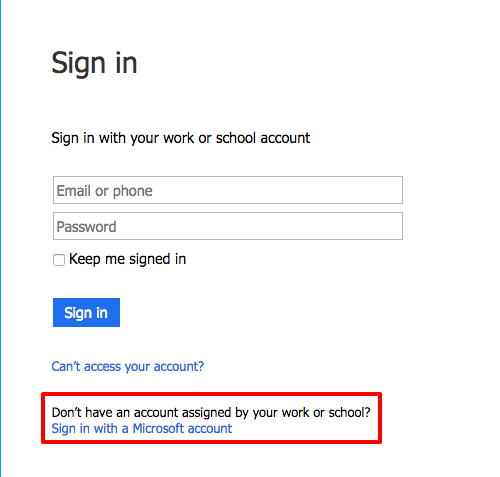 Sign in
Sign in with your work or school account
Email or phone
Password
Keep me signed in
Sign in
Can't access your account?
Don't have an account assigned by your work or school?
Sign in with a Microsoft account